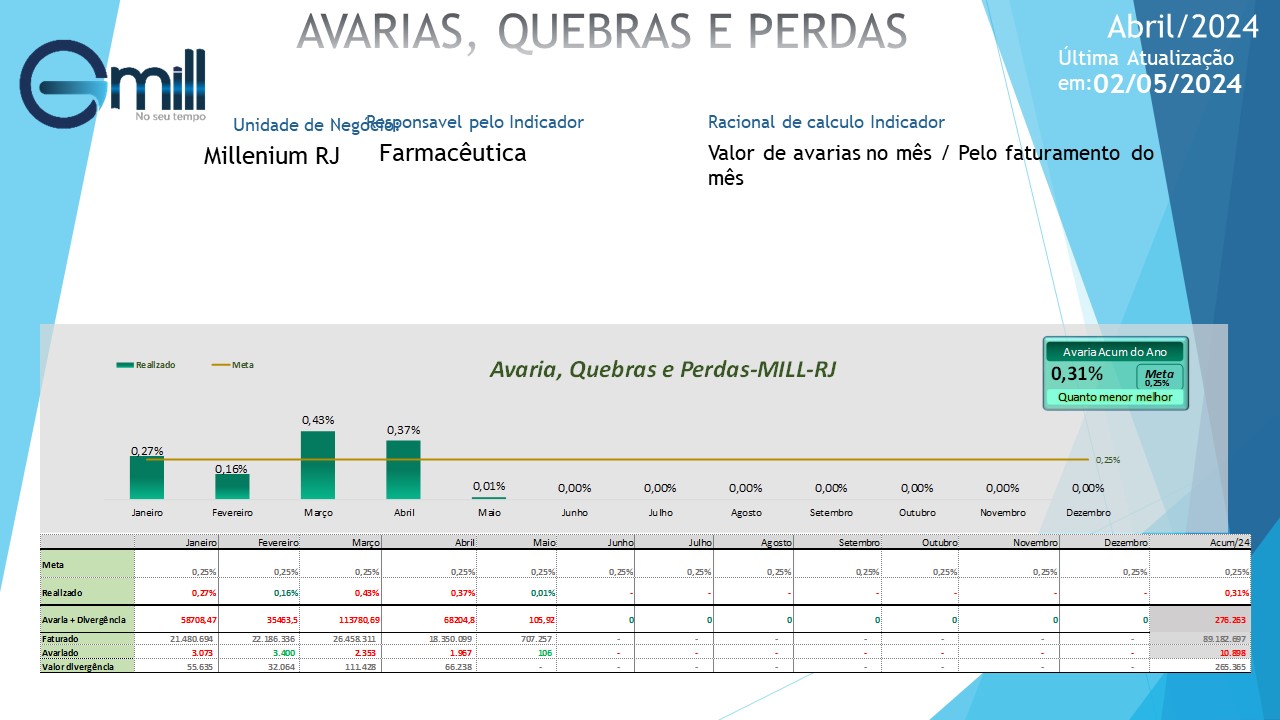 AVARIAS, QUEBRAS E PERDAS
Abril/2024
Última Atualização
em:02/05/2024
Gmill
No seu tempo
Unidade de Negócio:
Millenium RJ
Responsavel pelo Indicador
Farmacêutica
Racional de calculo Indicador
Valor de avarias no mês / Pelo faturamento do
mês
Realizado Meta
Avaria, Quebras e Perdas-MILL-RJ
Avaria Acum do Ano
0,31% Meta
0,25%
Quanto menor melhor
0,27% 0,16% 0,43% 0,37% 0,01% 0,00% 0,00% 0,00% 0,00% 0,00% 0,00% 0,00%
0,25%
Janeiro Fevereiro Março Abril Maio Junho Julho Agosto Setembro Outubro Novembro Dezembro
Janeiro Fevereiro Março Abril Maio Junho Julho Agosto Setembro Outubro Novembro Dezembro Acum/24
Meta 0,25% 0,25% 0,25% 0,25% 0,25% 0,25% 0,25% 0,25% 0,25% 0,25% 0,25% 0,25% 0,25%
Realizado 0,27% 0,16% 0,43% 0,37% 0,01% - - - - - - - 0,31%
Avaria + Divergência 58708,47 35463,5 113780,69 68204,8 105,92 0 0 0 0 0 0 0 276.263
Faturado 21.480.694 22.186.336 26.458.311 18.350.099 707.257 - - - - - - - 89.182.697
Avariado 3.073 3.400 2.353 1.967 106 - - - - - - - 10.898
Valor divergência 55.635 32.064 111.428 66.238 - - - - - - - - 265.365